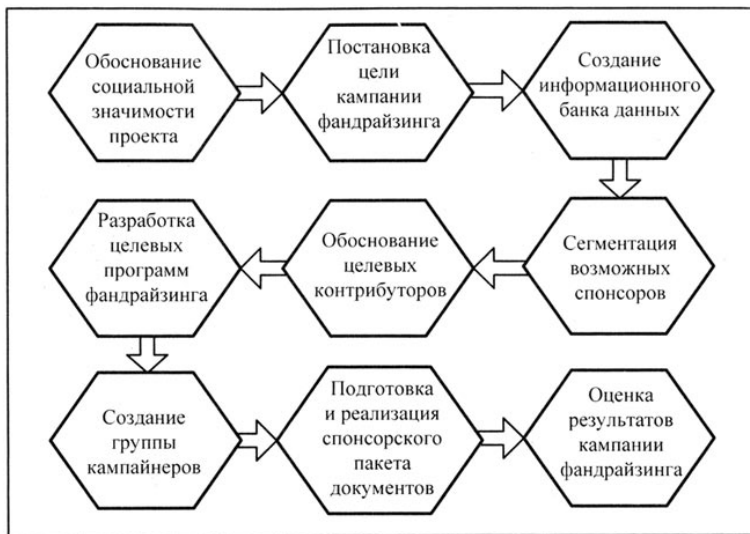 Обоснование
социальной
значимости
проекта
Постановка
цели
кампании
фандрайзинга
Создание
информационного
банка данных
Сегментация
возможных
спонсоров
Обоснование
целевых
контрибуторов
Разработка
целевых
программ
фандрайзинга
Создание
группы
кампайнеров
Подготовка
и реализация
спонсорского
пакета
документов
Оценка
результатов
кампании
фандрайзинга